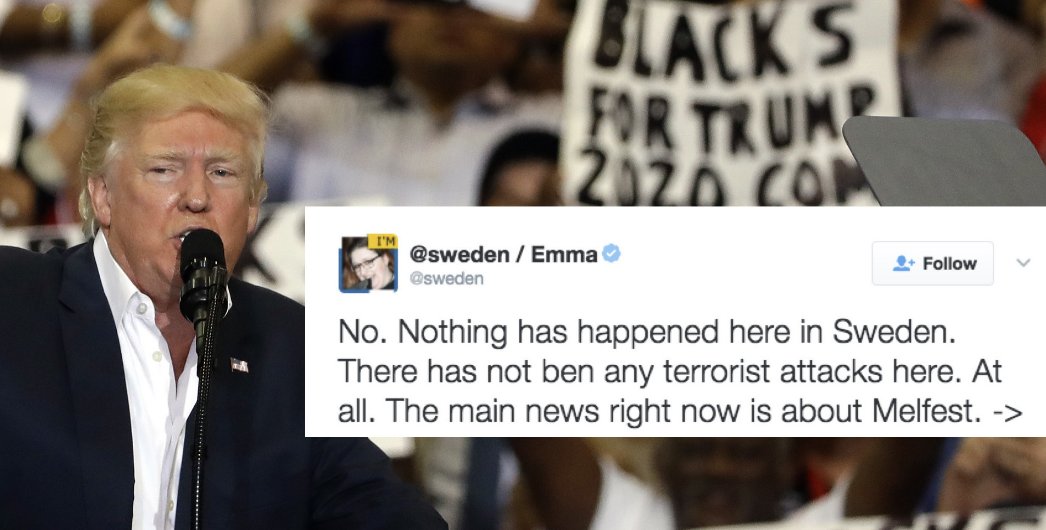 BLACKS
FOR TRUMP
2020 COM
I'M
@sweden / Emma
@sweden
Follow
No. Nothing has happened here in Sweden.
There has not ben any terrorist attacks here. At
all. The main news right now is about Melfest. ->